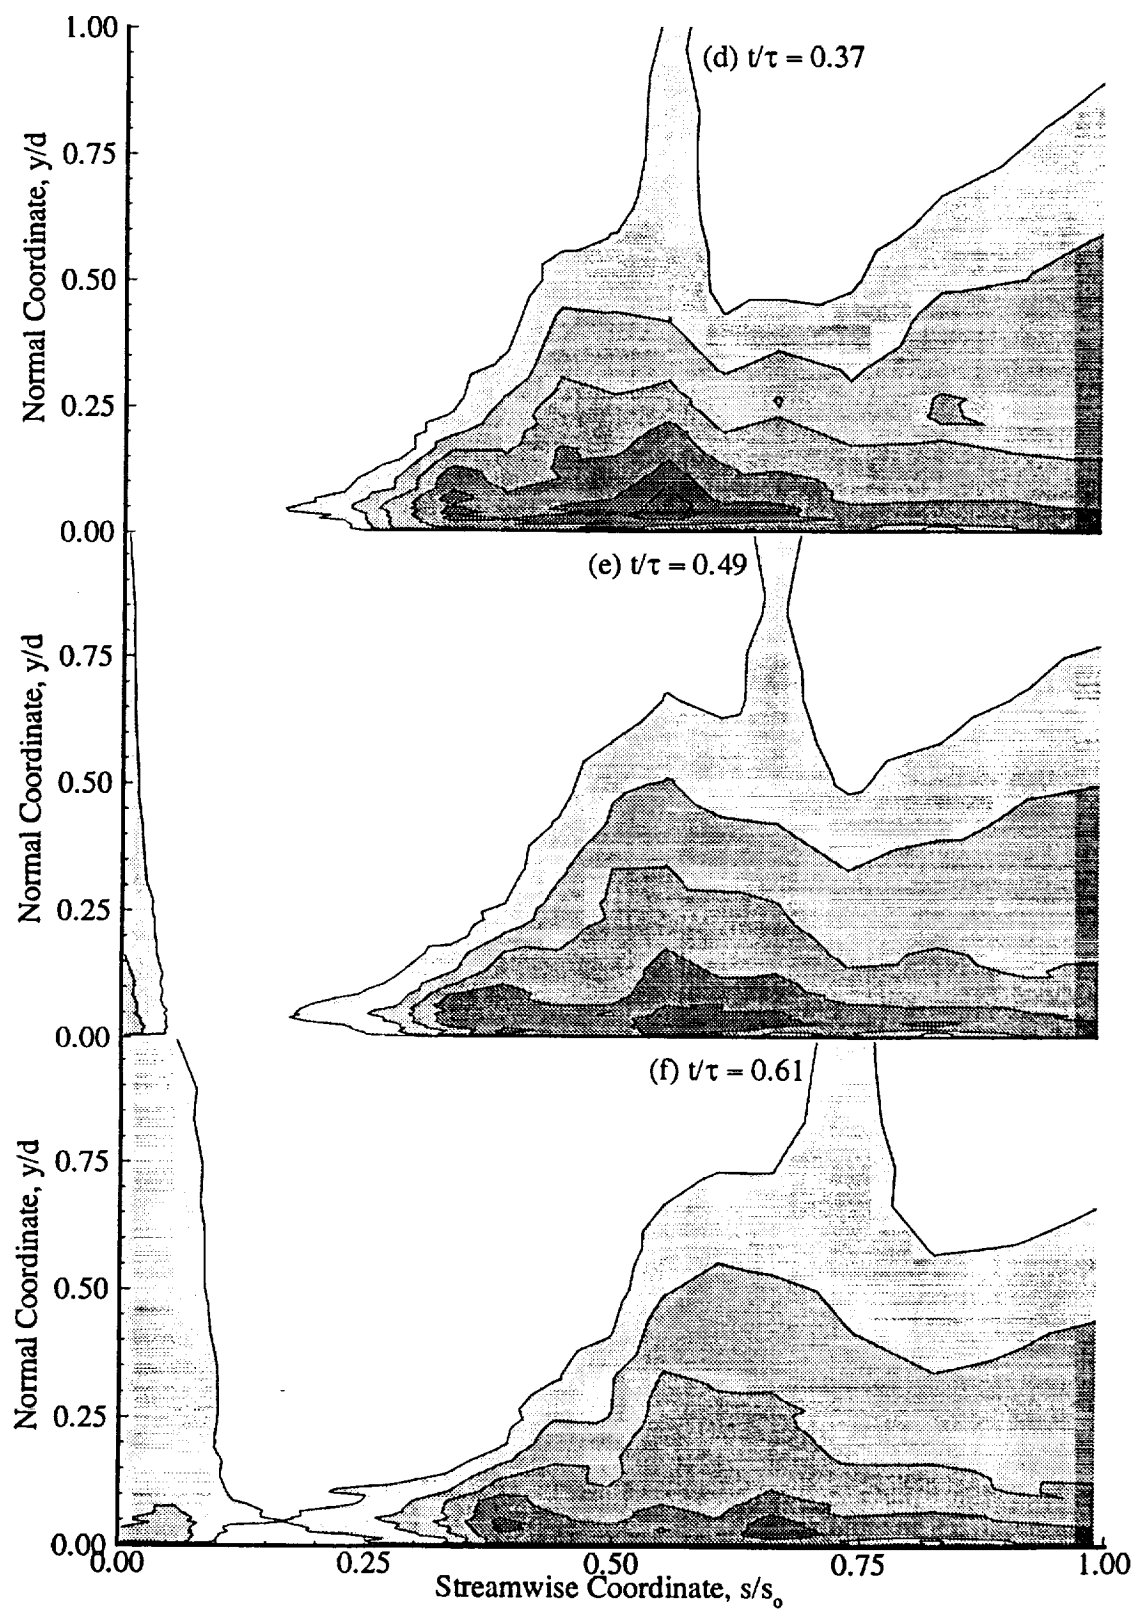 1.00
(d) t/τ = 0.37
0.75
Normal Coordinate, y/d
0.50
0.25
0.00
(e) t/τ = 0.49
0.75
Normal Coordinate, y/d
0.50
0.25
0.00
(f) t/τ = 0.61
0.75
Normal Coordinate, y/d
0.50
0.25
0.00
0.00 0.25 0.50 0.75 1.00
Streamwise Coordinate, s/sₒ